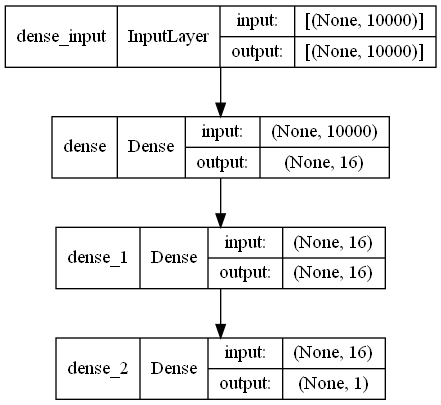 dense_input InputLayer input: [(None, 10000)]
output: [(None, 10000)]
dense Dense input: (None, 10000)
output: (None, 16)
dense_1 Dense input: (None, 16)
output: (None, 16)
dense_2 Dense input: (None, 16)
output: (None, 1)